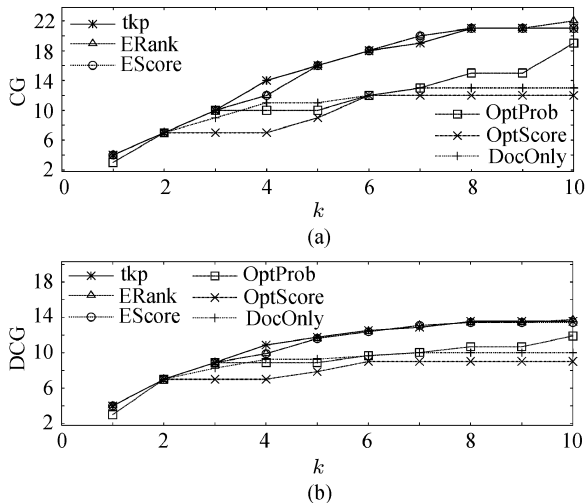 22
18
14
10
6
2
CG
tkp
ERank
EScore
OptProb
OptScore
DocOnly
0 2 4 6 8 10
k
(a)
18
14
10
6
2
DCG
tkp
ERank
EScore
OptProb
OptScore
DocOnly
0 2 4 6 8 10
k
(b)